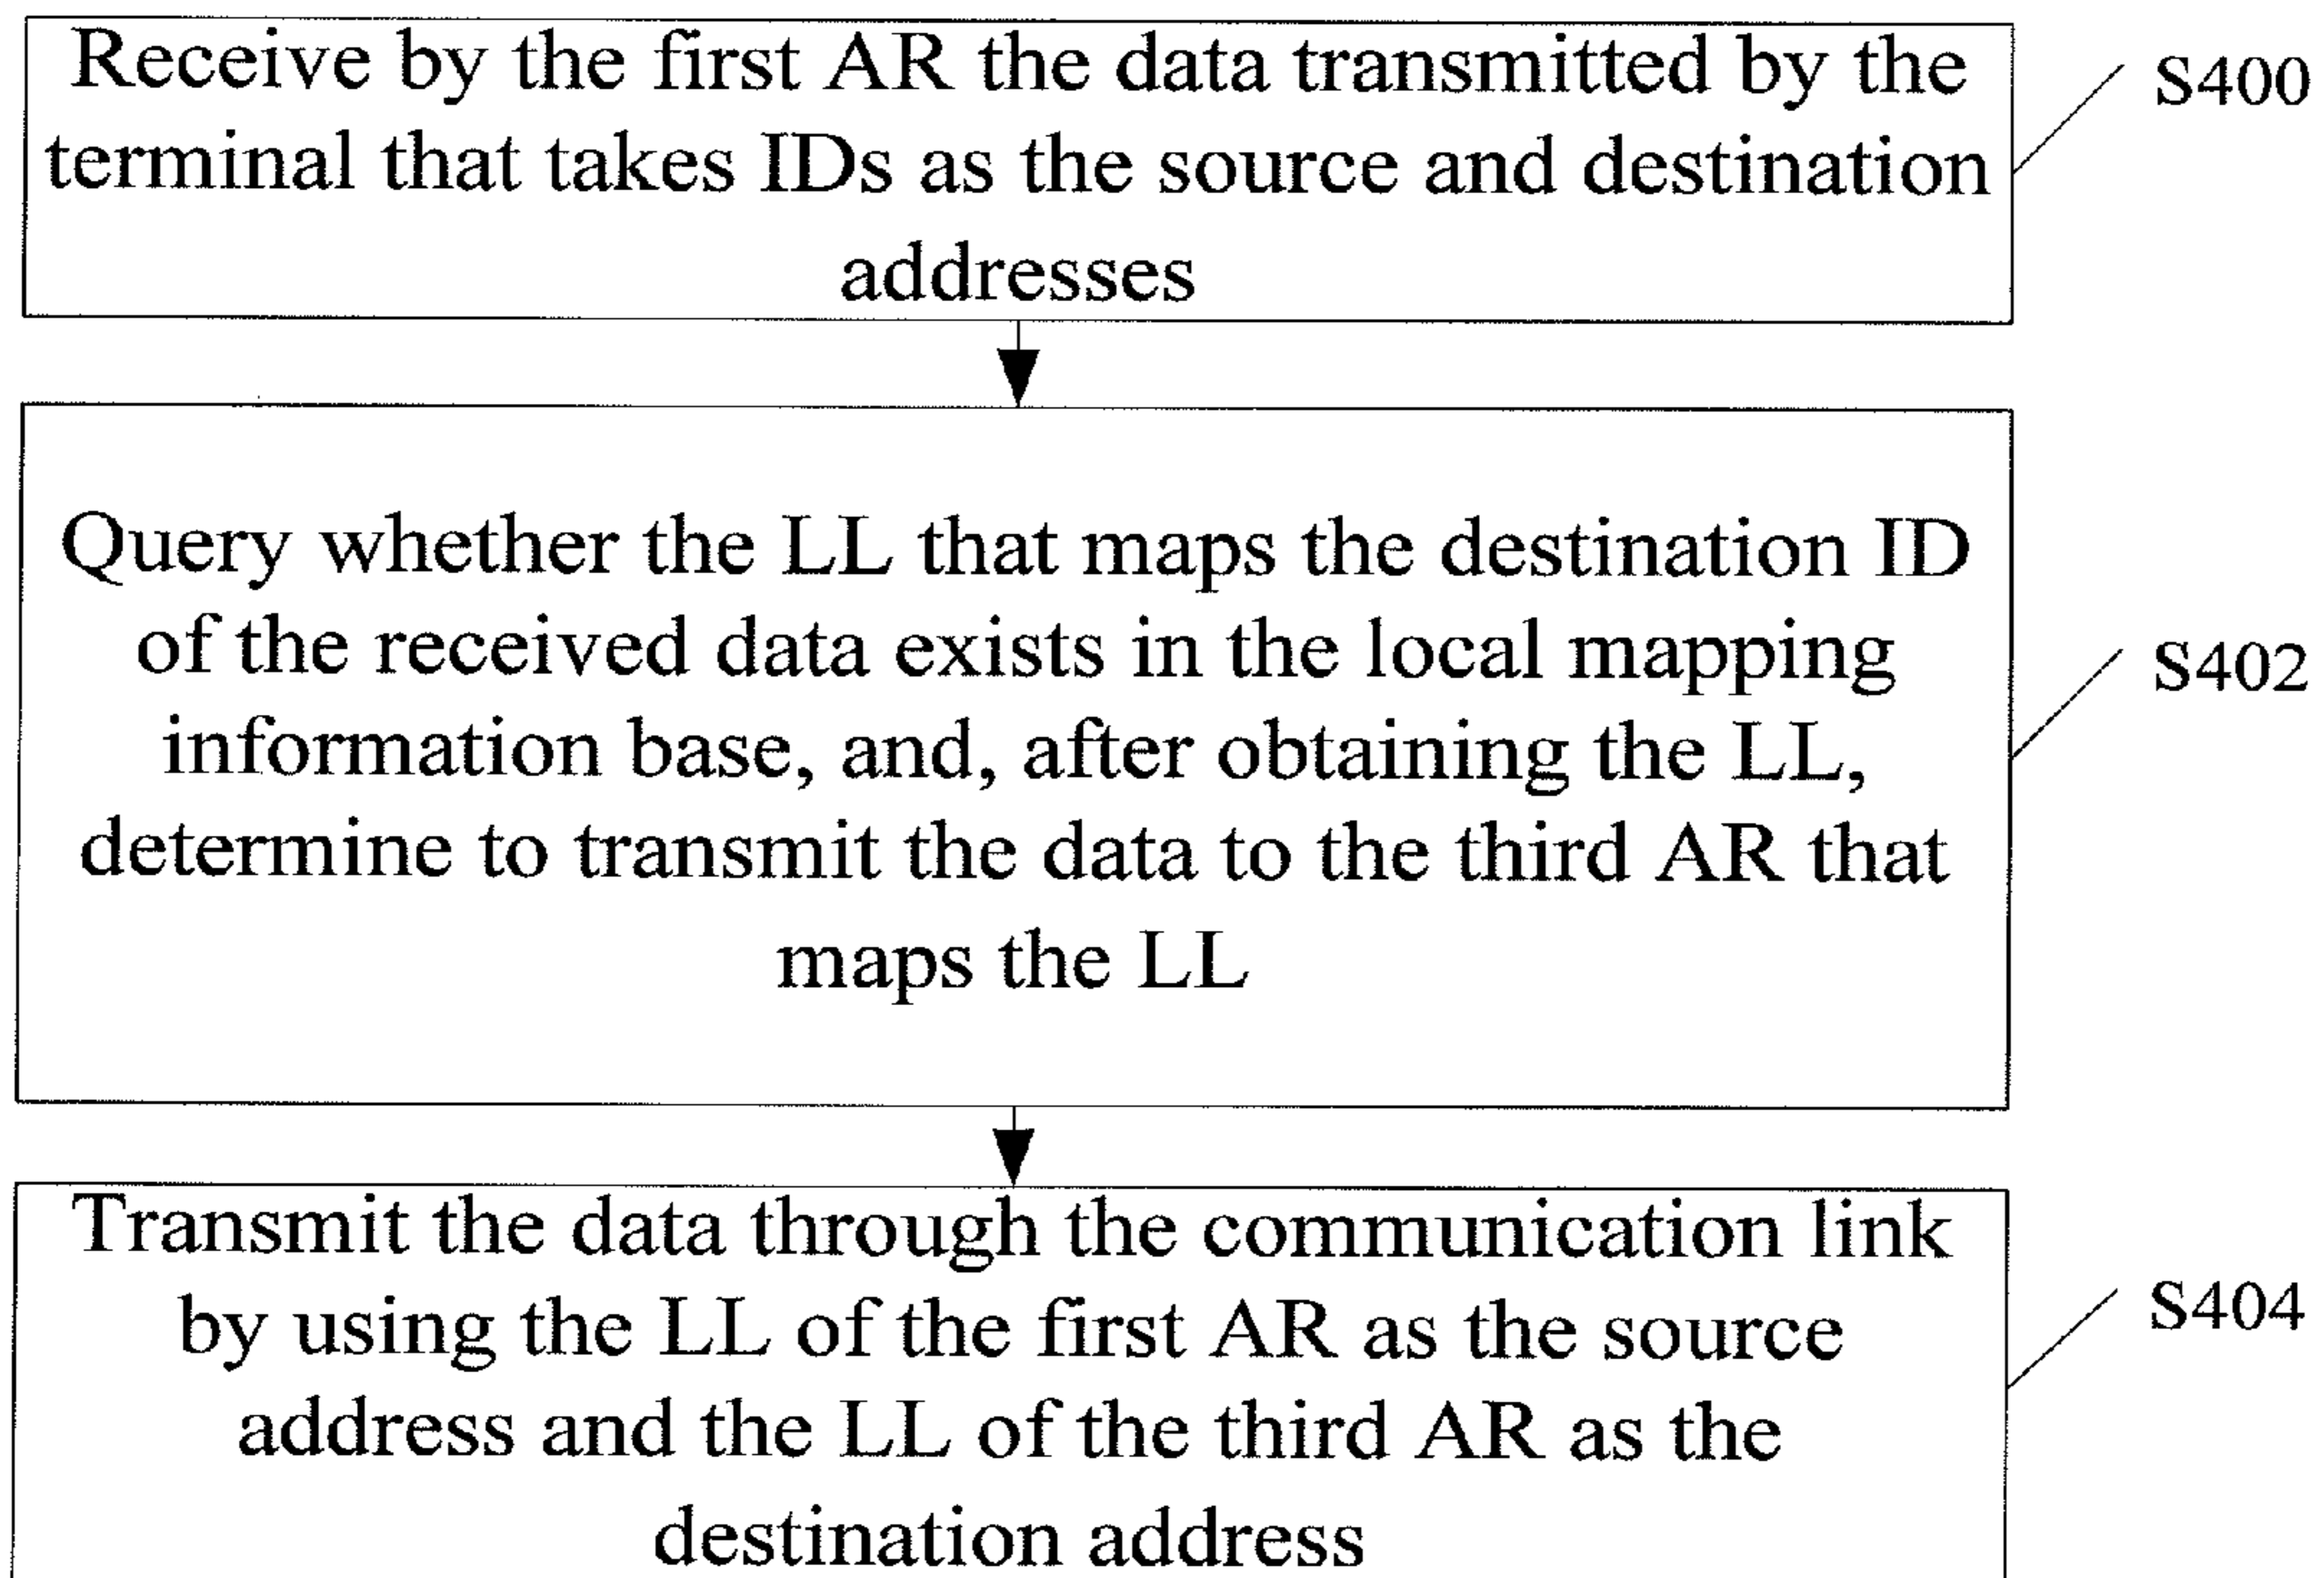 Receive by the first AR the data transmitted by the
terminal that takes IDs as the source and destination
addresses
S400
Query whether the LL that maps the destination ID
of the received data exists in the local mapping
information base, and, after obtaining the LL,
determine to transmit the data to the third AR that
maps the LL
S402
Transmit the data through the communication link
by using the LL of the first AR as the source
address and the LL of the third AR as the
destination address
S404